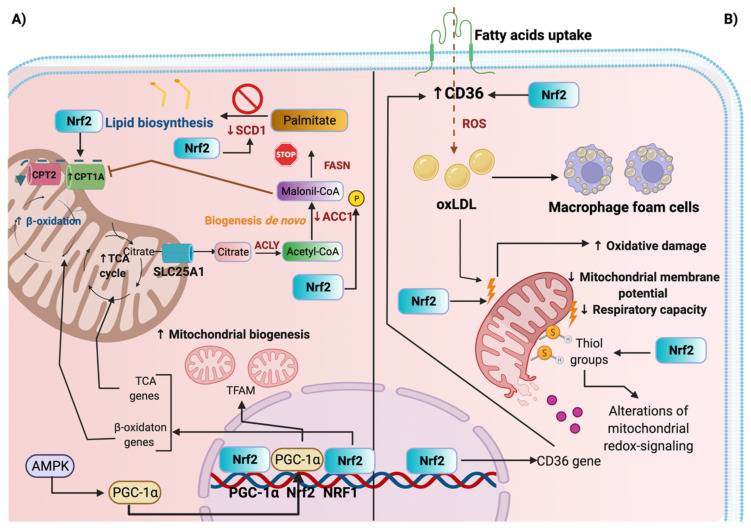 A)
B)
Fatty acids uptake
Nrf2
Lipid biosynthesis
Nrf2
↓SCD1
Palmitate
STOP
FASN
CPT2
↑CPT1A
Malonil-CoA
P
↑ β-oxidation
Biogenesis de novo
↓ACC1
↑TCA
cycle
Citrate
SLC25A1
Citrate
ACLY
Acetyl-CoA
Nrf2
↑ Mitochondrial biogenesis
TFAM
TCA
genes
β-oxidaton
genes
AMPK
PGC-1α
Nrf2
PGC-1α
Nrf2
PGC-1α Nrf2 NRF1
↑CD36
Nrf2
ROS
oxLDL
Macrophage foam cells
↑ Oxidative damage
Nrf2
↓ Mitochondrial membrane
potential
↓ Respiratory capacity
S
H
S
H
Thiol
groups
Nrf2
Alterations of
mitochondrial
redox-signaling
Nrf2
CD36 gene